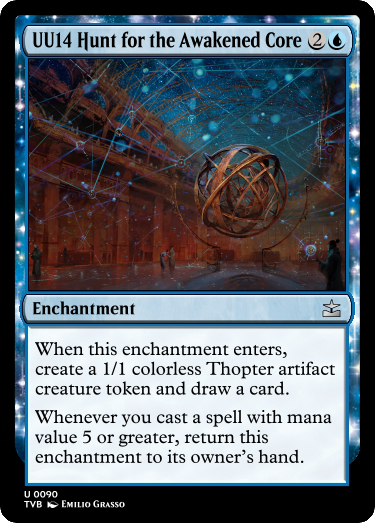 UU14 Hunt for the Awakened Core 2
Enchantment
When this enchantment enters,
create a 1/1 colorless Thopter artifact
creature token and draw a card.
Whenever you cast a spell with mana
value 5 or greater, return this
enchantment to its owner's hand.
U 0090
TVB Emilio Grasso